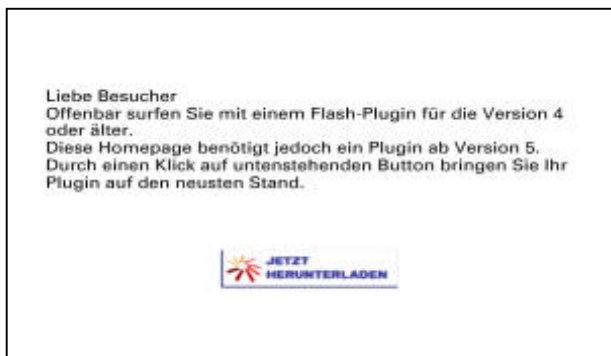 Liebe Besucher
Offenbar surfen Sie mit einem Flash-Plugin für die Version 4
oder älter.
Diese Homepage benötigt jedoch ein Plugin ab Version 5.
Durch einen Klick auf untenstehenden Button bringen Sie Ihr
Plugin auf den neusten Stand.
JETZT
HERUNTERLADEN